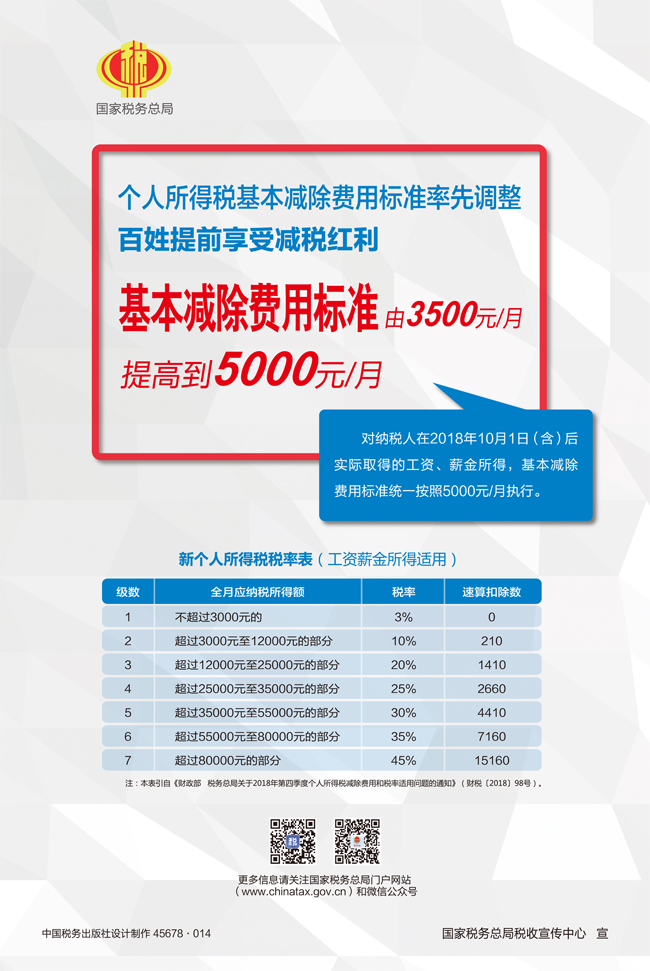 税
国家税务总局
个人所得税基本减除费用标准率先调整
百姓提前享受减税红利
基本减除费用标准 由3500元/月
提高到5000元/月
对纳税人在2018年10月1日(含)后
实际取得的工资、薪金所得，基本减除
费用标准统一按照5000元/月执行。
新个人所得税税率表（工资薪金所得适用）
级数 全月应纳税所得额 税率 速算扣除数
1 不超过3000元的 3% 0
2 超过3000元至12000元的部分 10% 210
3 超过12000元至25000元的部分 20% 1410
4 超过25000元至35000元的部分 25% 2660
5 超过35000元至55000元的部分 30% 4410
6 超过55000元至80000元的部分 35% 7160
7 超过80000元的部分 45% 15160
注：本表引自《财政部 税务总局关于2018年第四季度个人所得税减除费用和税率适用问题的通知》（财税〔2018〕98号）。
更多信息请关注国家税务总局门户网站
（www.chinatax.gov.cn）和微信公众号
中国税务出版社设计制作 45678·014
国家税务总局税收宣传中心 宣